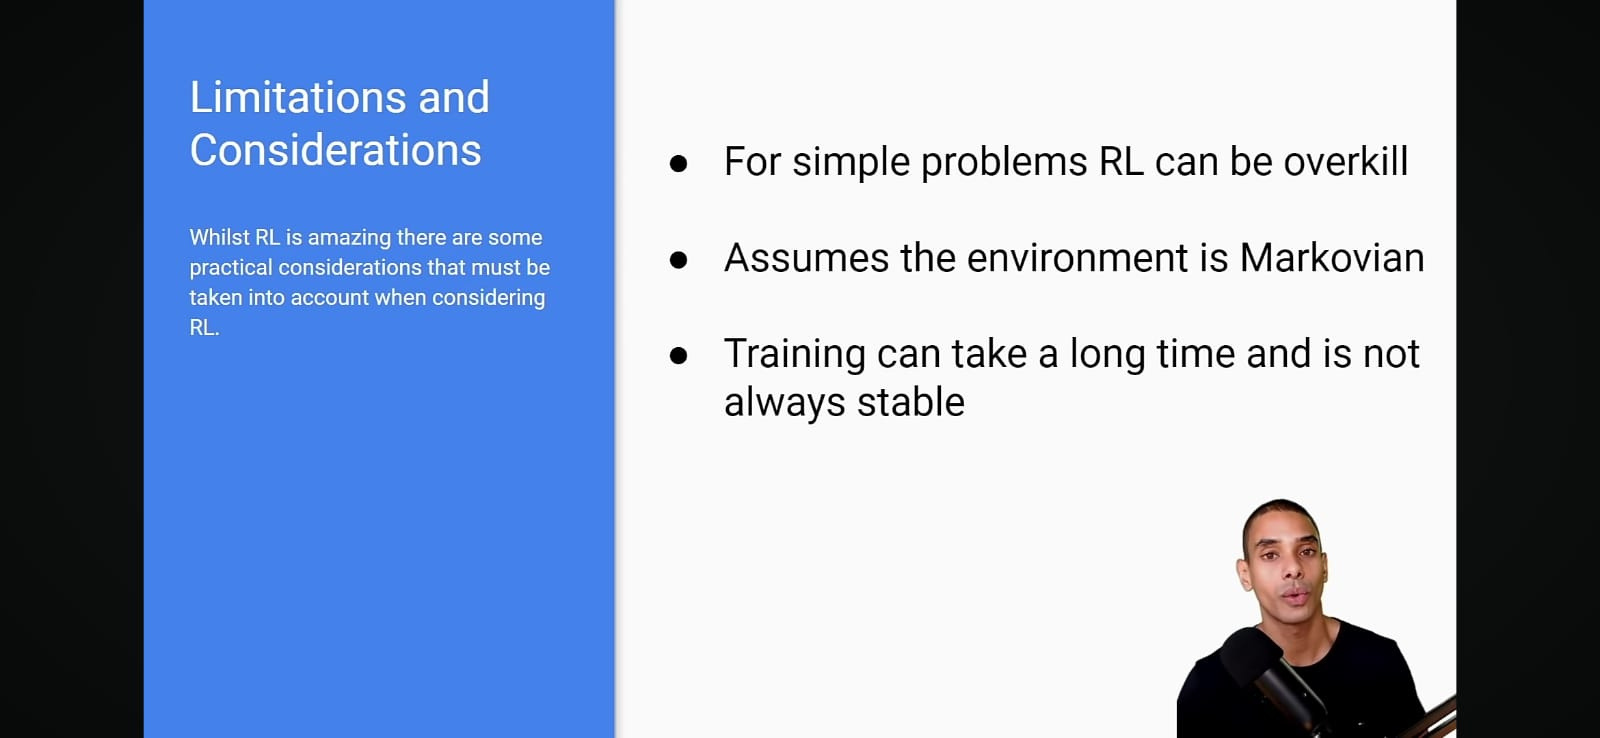 Limitations and
Considerations
Whilst RL is amazing there are some
practical considerations that must be
taken into account when considering
RL.
● For simple problems RL can be overkill
● Assumes the environment is Markovian
● Training can take a long time and is not
always stable